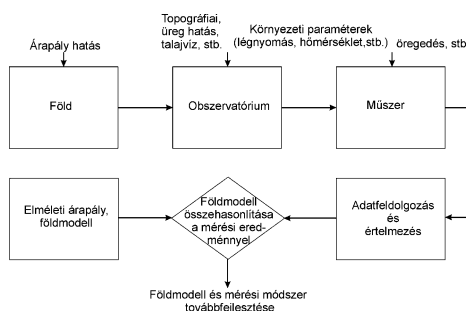 Árapály hatás
Topográfiai,
üreg hatás,
talajvíz, stb.
Környezeti paraméterek
(légnyomás, hőmérséklet,stb.)
öregedés, stb
Föld
Obszervatórium
Műszer
Elméleti árapály,
földmodell
Földmodell
összehasonlítása
a mérési ered-
ménnyel
Adatfeldolgozás
és
értelmezés
Földmodell és mérési módszer
továbbfejlesztése